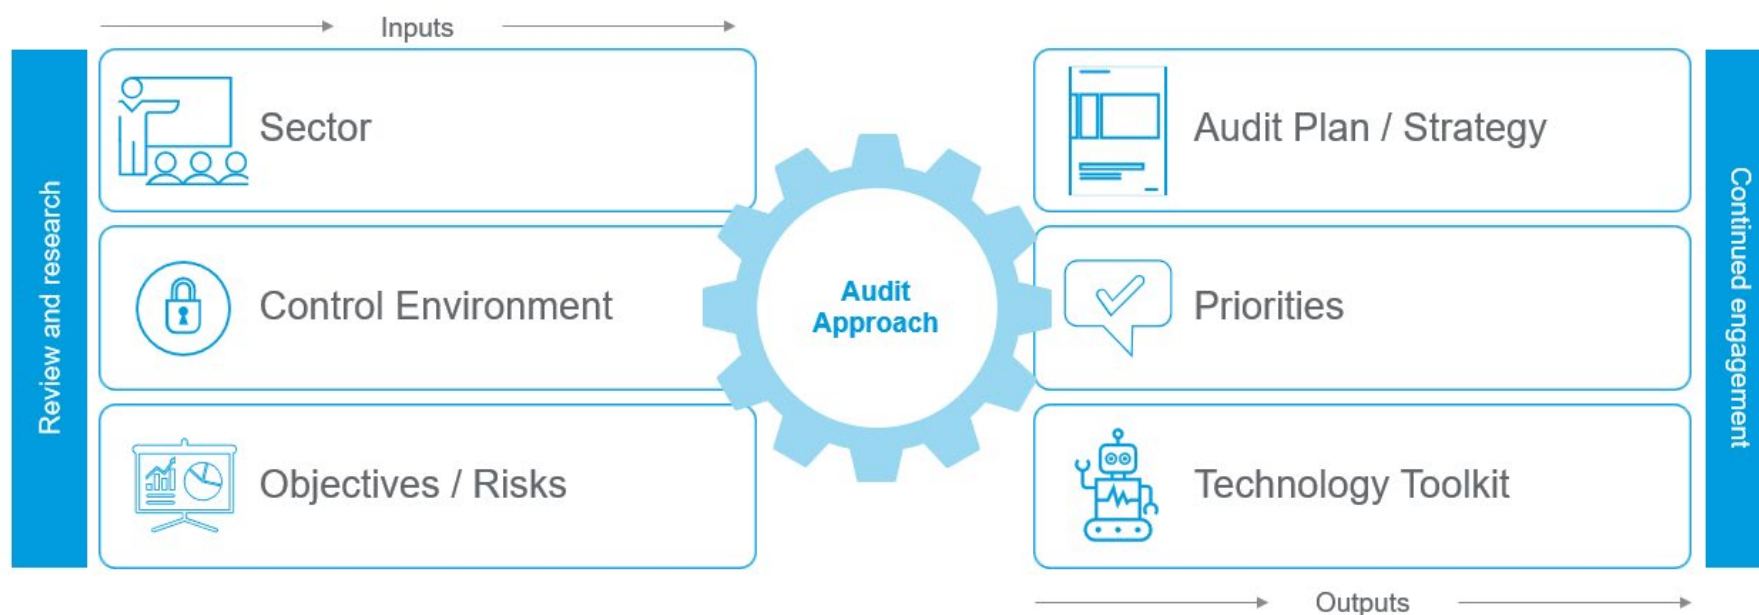 Inputs
Review and research
Sector
Control Environment
Objectives / Risks
Audit
Approach
Audit Plan / Strategy
Priorities
Technology Toolkit
Continued engagement
Outputs